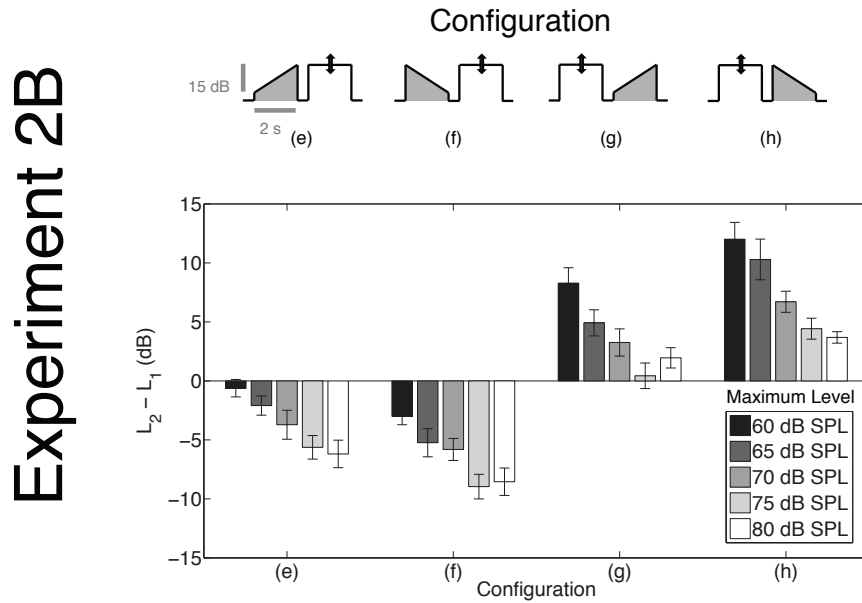 Experiment 2B
Configuration
15 dB
2 s
(e)
(f)
(g)
(h)
15
10
5
0
−5
−10
−15
L2 − L1 (dB)
Maximum Level
60 dB SPL
65 dB SPL
70 dB SPL
75 dB SPL
80 dB SPL
(e)
(f)
(g)
(h)
Configuration